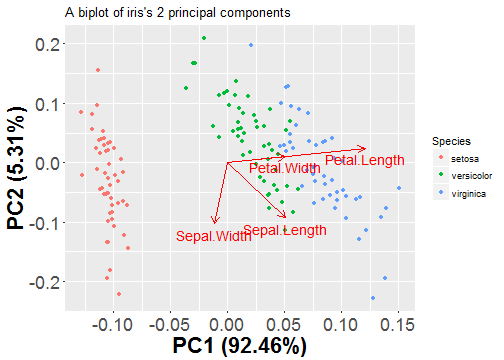 A biplot of iris's 2 principal components
PC2 (5.31%)
0.2
0.1
0.0
-0.1
-0.2
Petal.Width
Petal.Length
Sepal.Width
Sepal.Length
-0.10
-0.05
0.00
0.05
0.10
0.15
PC1 (92.46%)
Species
setosa
versicolor
virginica